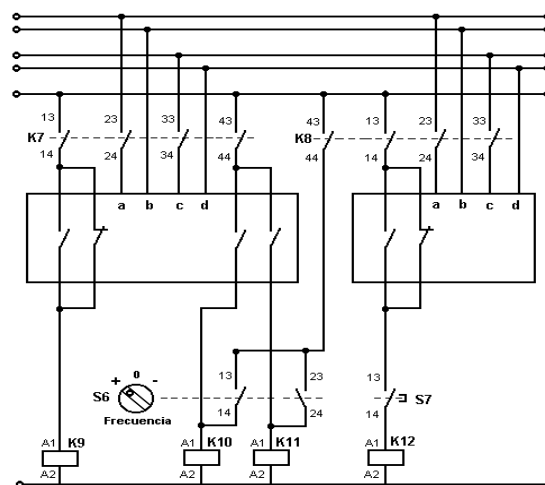 13 23 33 43 43 13 23 33
K7 K8
14 24 34 44 44 14 24 34
a b c d a b c d
13 23 13
+ 0 -
S6 S7
14 24 14
Frecuencia
A1 K9 A1 K10 A1 K11 A1 K12
A2 A2 A2 A2